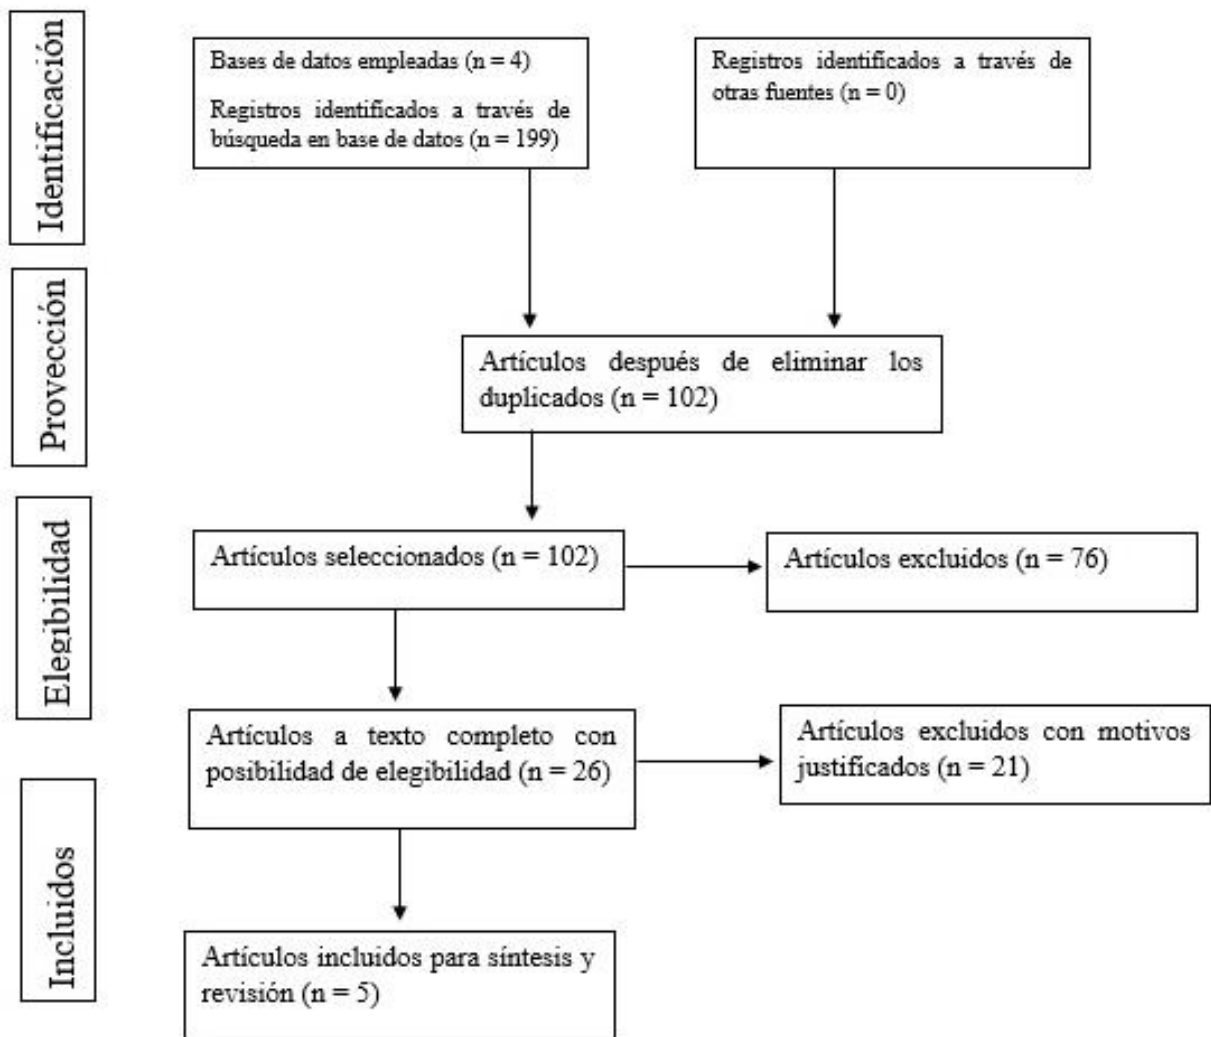 Identificación
Bases de datos empleadas (n = 4)
Registros identificados a través de
búsqueda en base de datos (n = 199)
Registros identificados a través de
otras fuentes (n = 0)
Provección
Artículos después de eliminar los
duplicados (n = 102)
Elegibilidad
Artículos seleccionados (n = 102)
Artículos excluidos (n = 76)
Artículos a texto completo con
posibilidad de elegibilidad (n = 26)
Artículos excluidos con motivos
justificados (n = 21)
Incluidos
Artículos incluidos para síntesis y
revisión (n = 5)